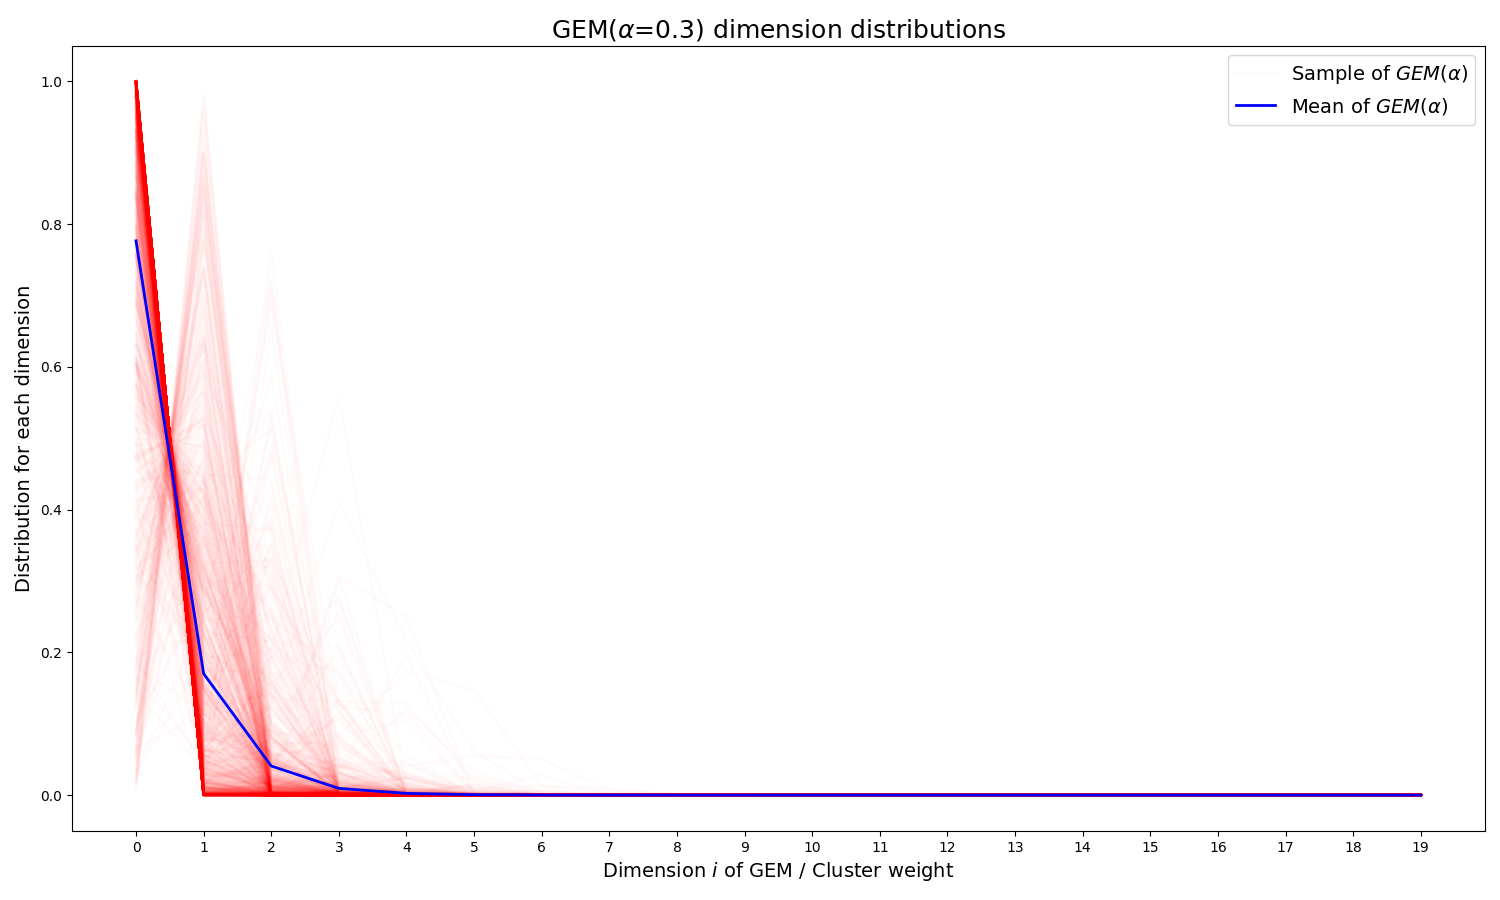 GEM(α=0.3) dimension distributions
Sample of GEM(α)
Mean of GEM(α)
Distribution for each dimension
1.0
0.8
0.6
0.4
0.2
0.0
0 1 2 3 4 5 6 7 8 9 10 11 12 13 14 15 16 17 18 19
Dimension i of GEM / Cluster weight